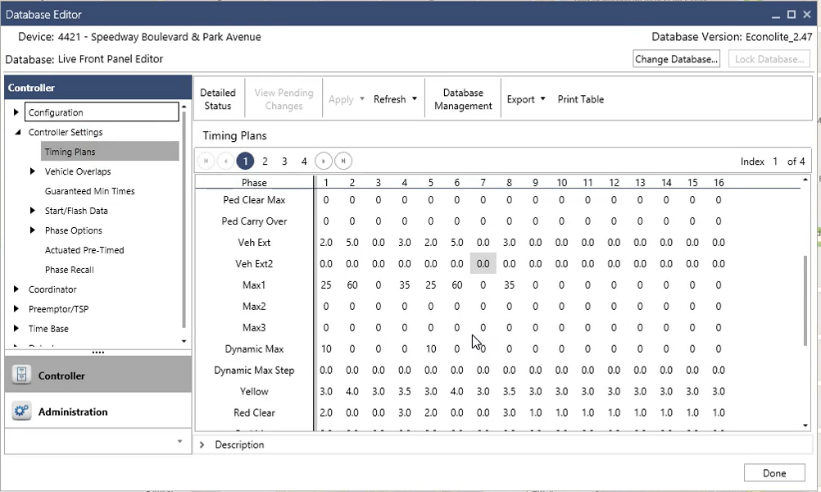 Database Editor
Device: 4421 - Speedway Boulevard & Park Avenue
Database Version: Econolite_2.47
Database: Live Front Panel Editor
Change Database...
Lock Database...
Controller
Configuration
Controller Settings
Timing Plans
Vehicle Overlaps
Guaranteed Min Times
Start/Flash Data
Phase Options
Actuated Pre-Timed
Phase Recall
Coordinator
Preemptor/TSP
Time Base
Controller
Administration
Detailed Status
View Pending Changes
Apply
Refresh
Database Management
Export
Print Table
Timing Plans
1 2 3 4
Index 1 of 4
Phase 1 2 3 4 5 6 7 8 9 10 11 12 13 14 15 16
Ped Clear Max 0 0 0 0 0 0 0 0 0 0 0 0 0 0 0 0
Ped Carry Over 0 0 0 0 0 0 0 0 0 0 0 0 0 0 0 0
Veh Ext 2.0 5.0 0.0 3.0 2.0 5.0 0.0 3.0 0.0 0.0 0.0 0.0 0.0 0.0 0.0 0.0
Veh Ext2 0.0 0.0 0.0 0.0 0.0 0.0 0.0 0.0 0.0 0.0 0.0 0.0 0.0 0.0 0.0 0.0
Max1 25 60 0 35 25 60 0 35 0 0 0 0 0 0 0 0
Max2 0 0 0 0 0 0 0 0 0 0 0 0 0 0 0 0
Max3 0 0 0 0 0 0 0 0 0 0 0 0 0 0 0 0
Dynamic Max 10 0 0 0 10 0 0 0 0 0 0 0 0 0 0 0
Dynamic Max Step 0.0 0.0 0.0 0.0 0.0 0.0 0.0 0.0 0.0 0.0 0.0 0.0 0.0 0.0 0.0 0.0
Yellow 3.0 4.0 3.0 3.5 3.0 4.0 3.0 3.5 3.0 3.0 3.0 3.0 3.0 3.0 3.0 3.0
Red Clear 2.0 0.0 0.0 3.0 2.0 0.0 0.0 3.0 1.0 1.0 1.0 1.0 1.0 1.0 1.0 1.0
Description
Done